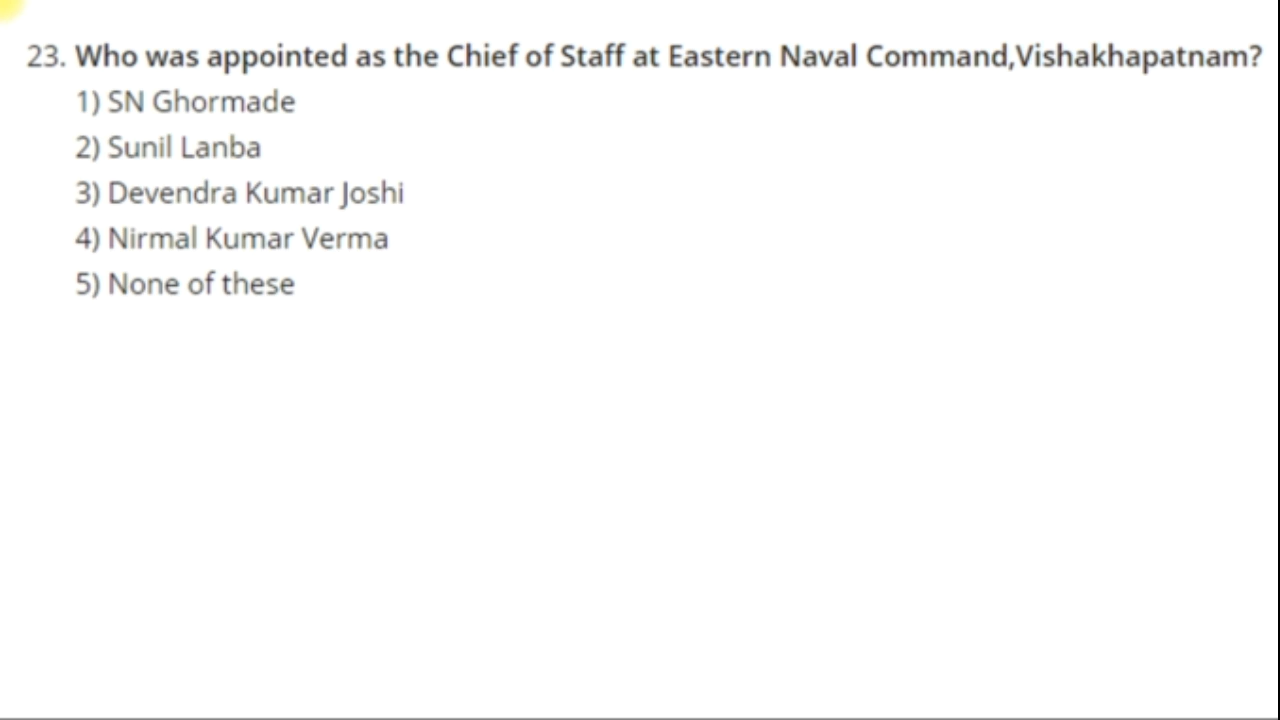 23. Who was appointed as the Chief of Staff at Eastern Naval Command,Vishakhapatnam?
1) SN Ghormade
2) Sunil Lanba
3) Devendra Kumar Joshi
4) Nirmal Kumar Verma
5) None of these